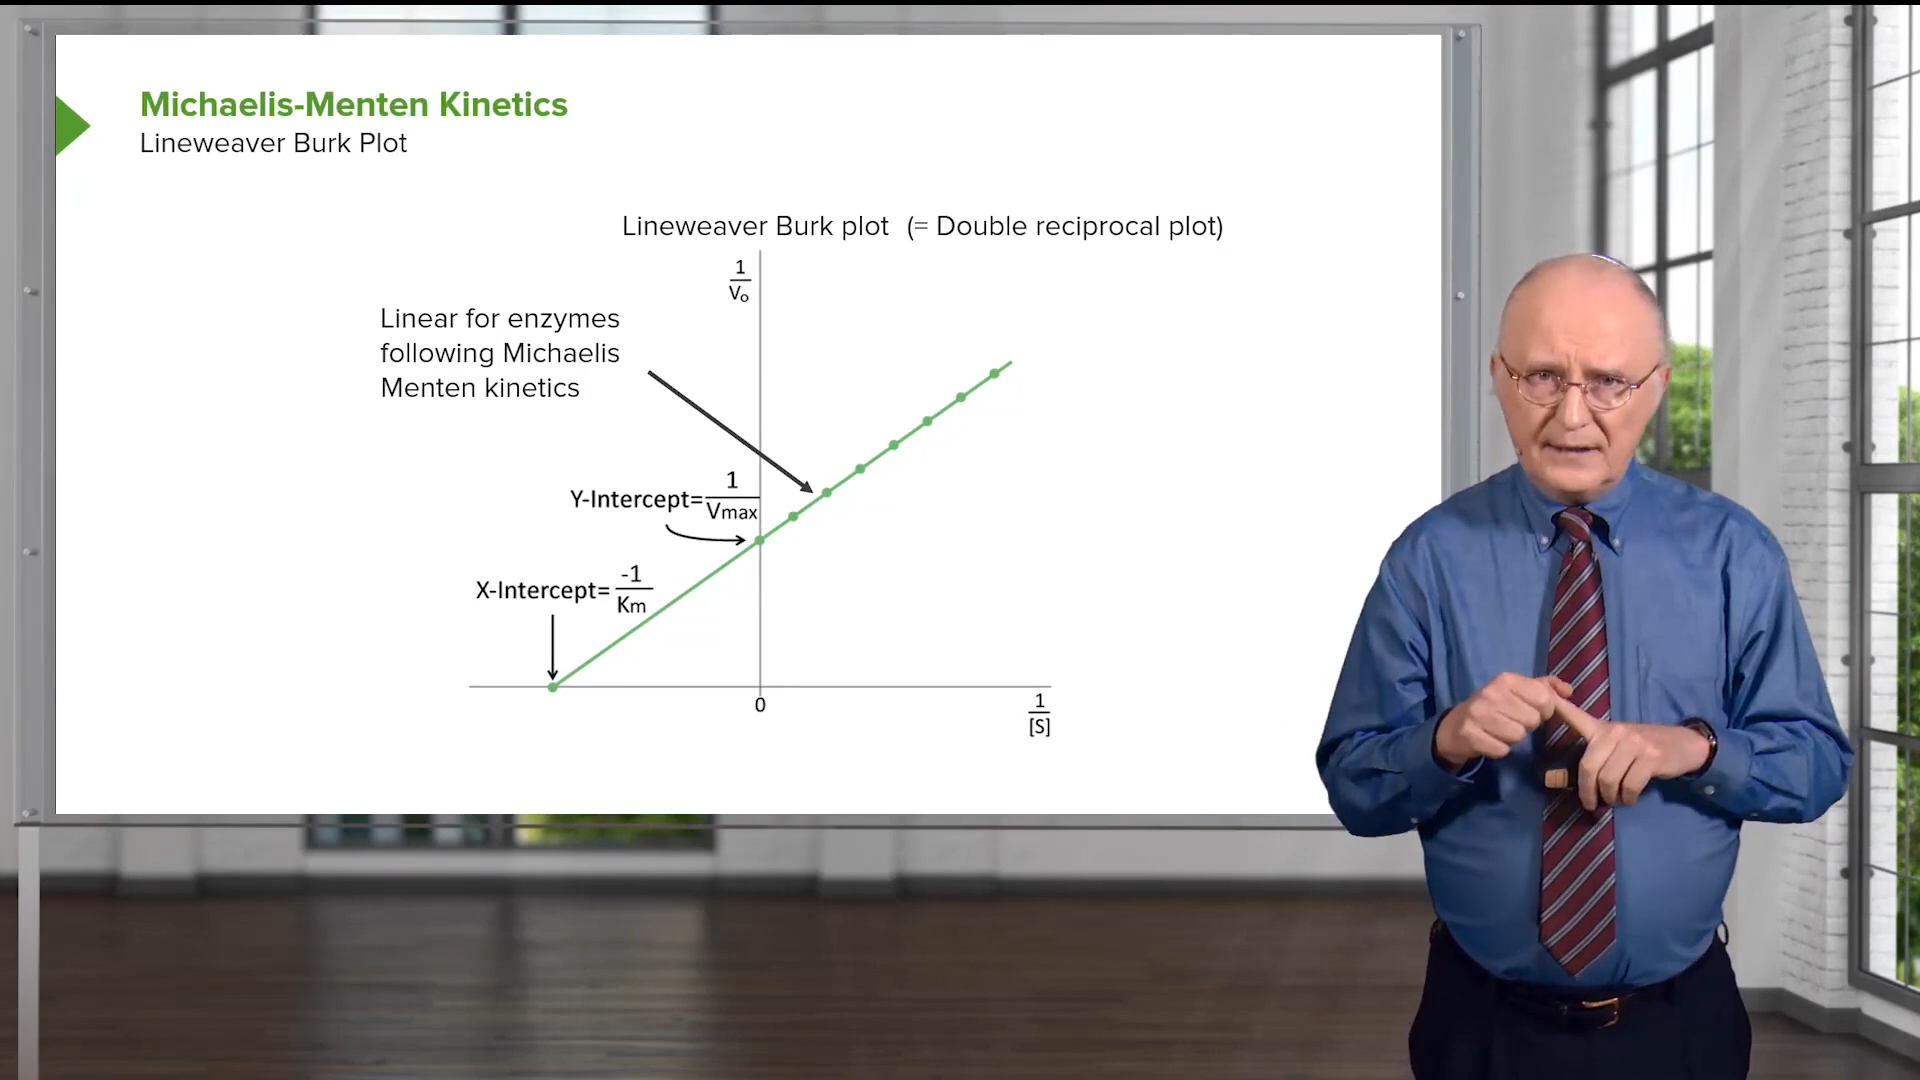 Michaelis-Menten Kinetics
Lineweaver Burk Plot
Lineweaver Burk plot (= Double reciprocal plot)
1
Vo
Linear for enzymes
following Michaelis
Menten kinetics
Y-Intercept= 1
Vmax
X-Intercept= -1
Km
0
1
[S]